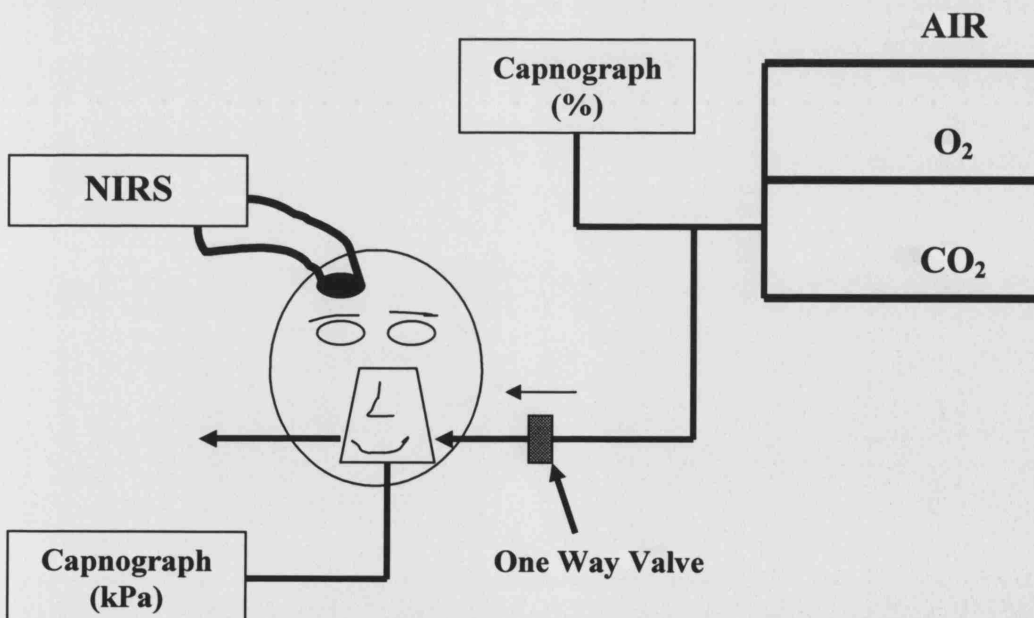 AIR
Capnograph
(%)
O₂
NIRS
CO₂
One Way Valve
Capnograph
(kPa)